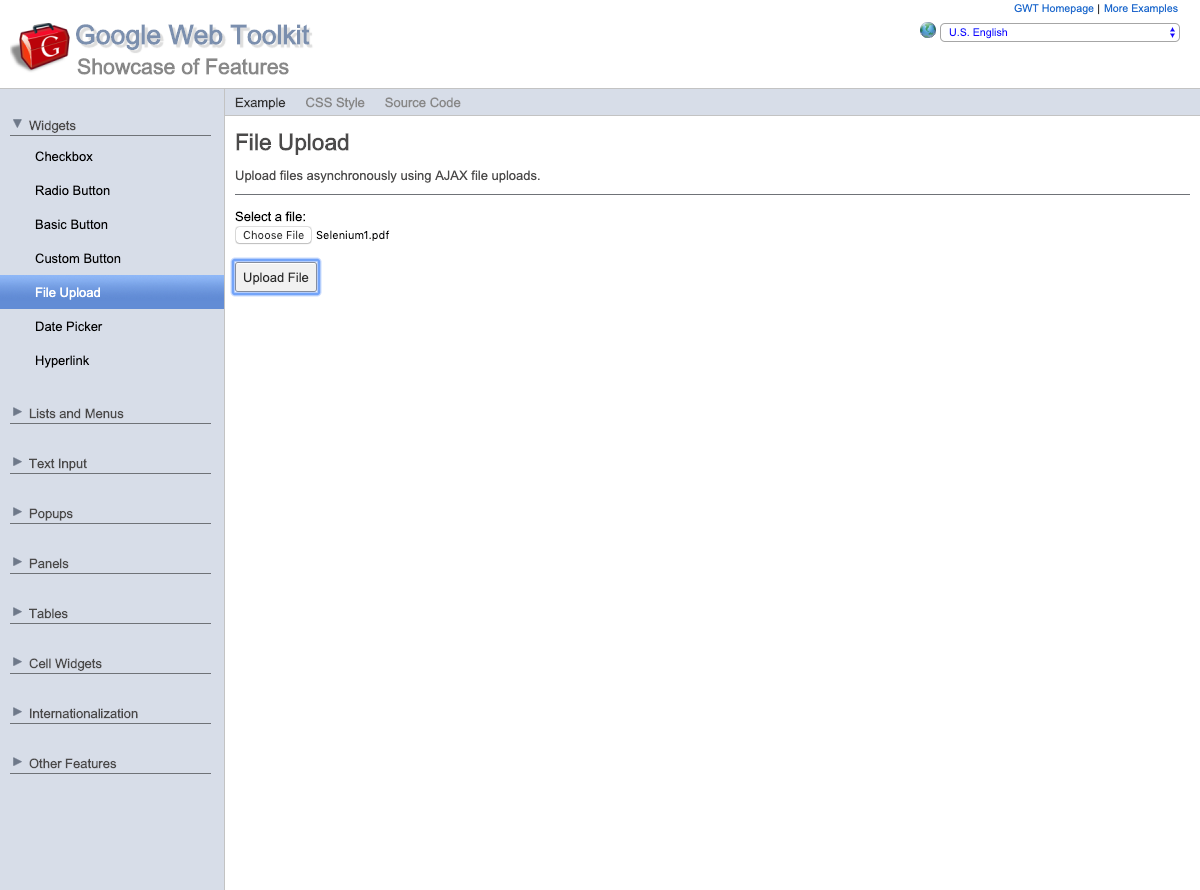 GWT Homepage | More Examples
G
Google Web Toolkit
Showcase of Features
U.S. English
Example CSS Style Source Code
Widgets
Checkbox
Radio Button
Basic Button
Custom Button
File Upload
Date Picker
Hyperlink
Lists and Menus
Text Input
Popups
Panels
Tables
Cell Widgets
Internationalization
Other Features
File Upload
Upload files asynchronously using AJAX file uploads.
Select a file:
Choose File Selenium1.pdf
Upload File